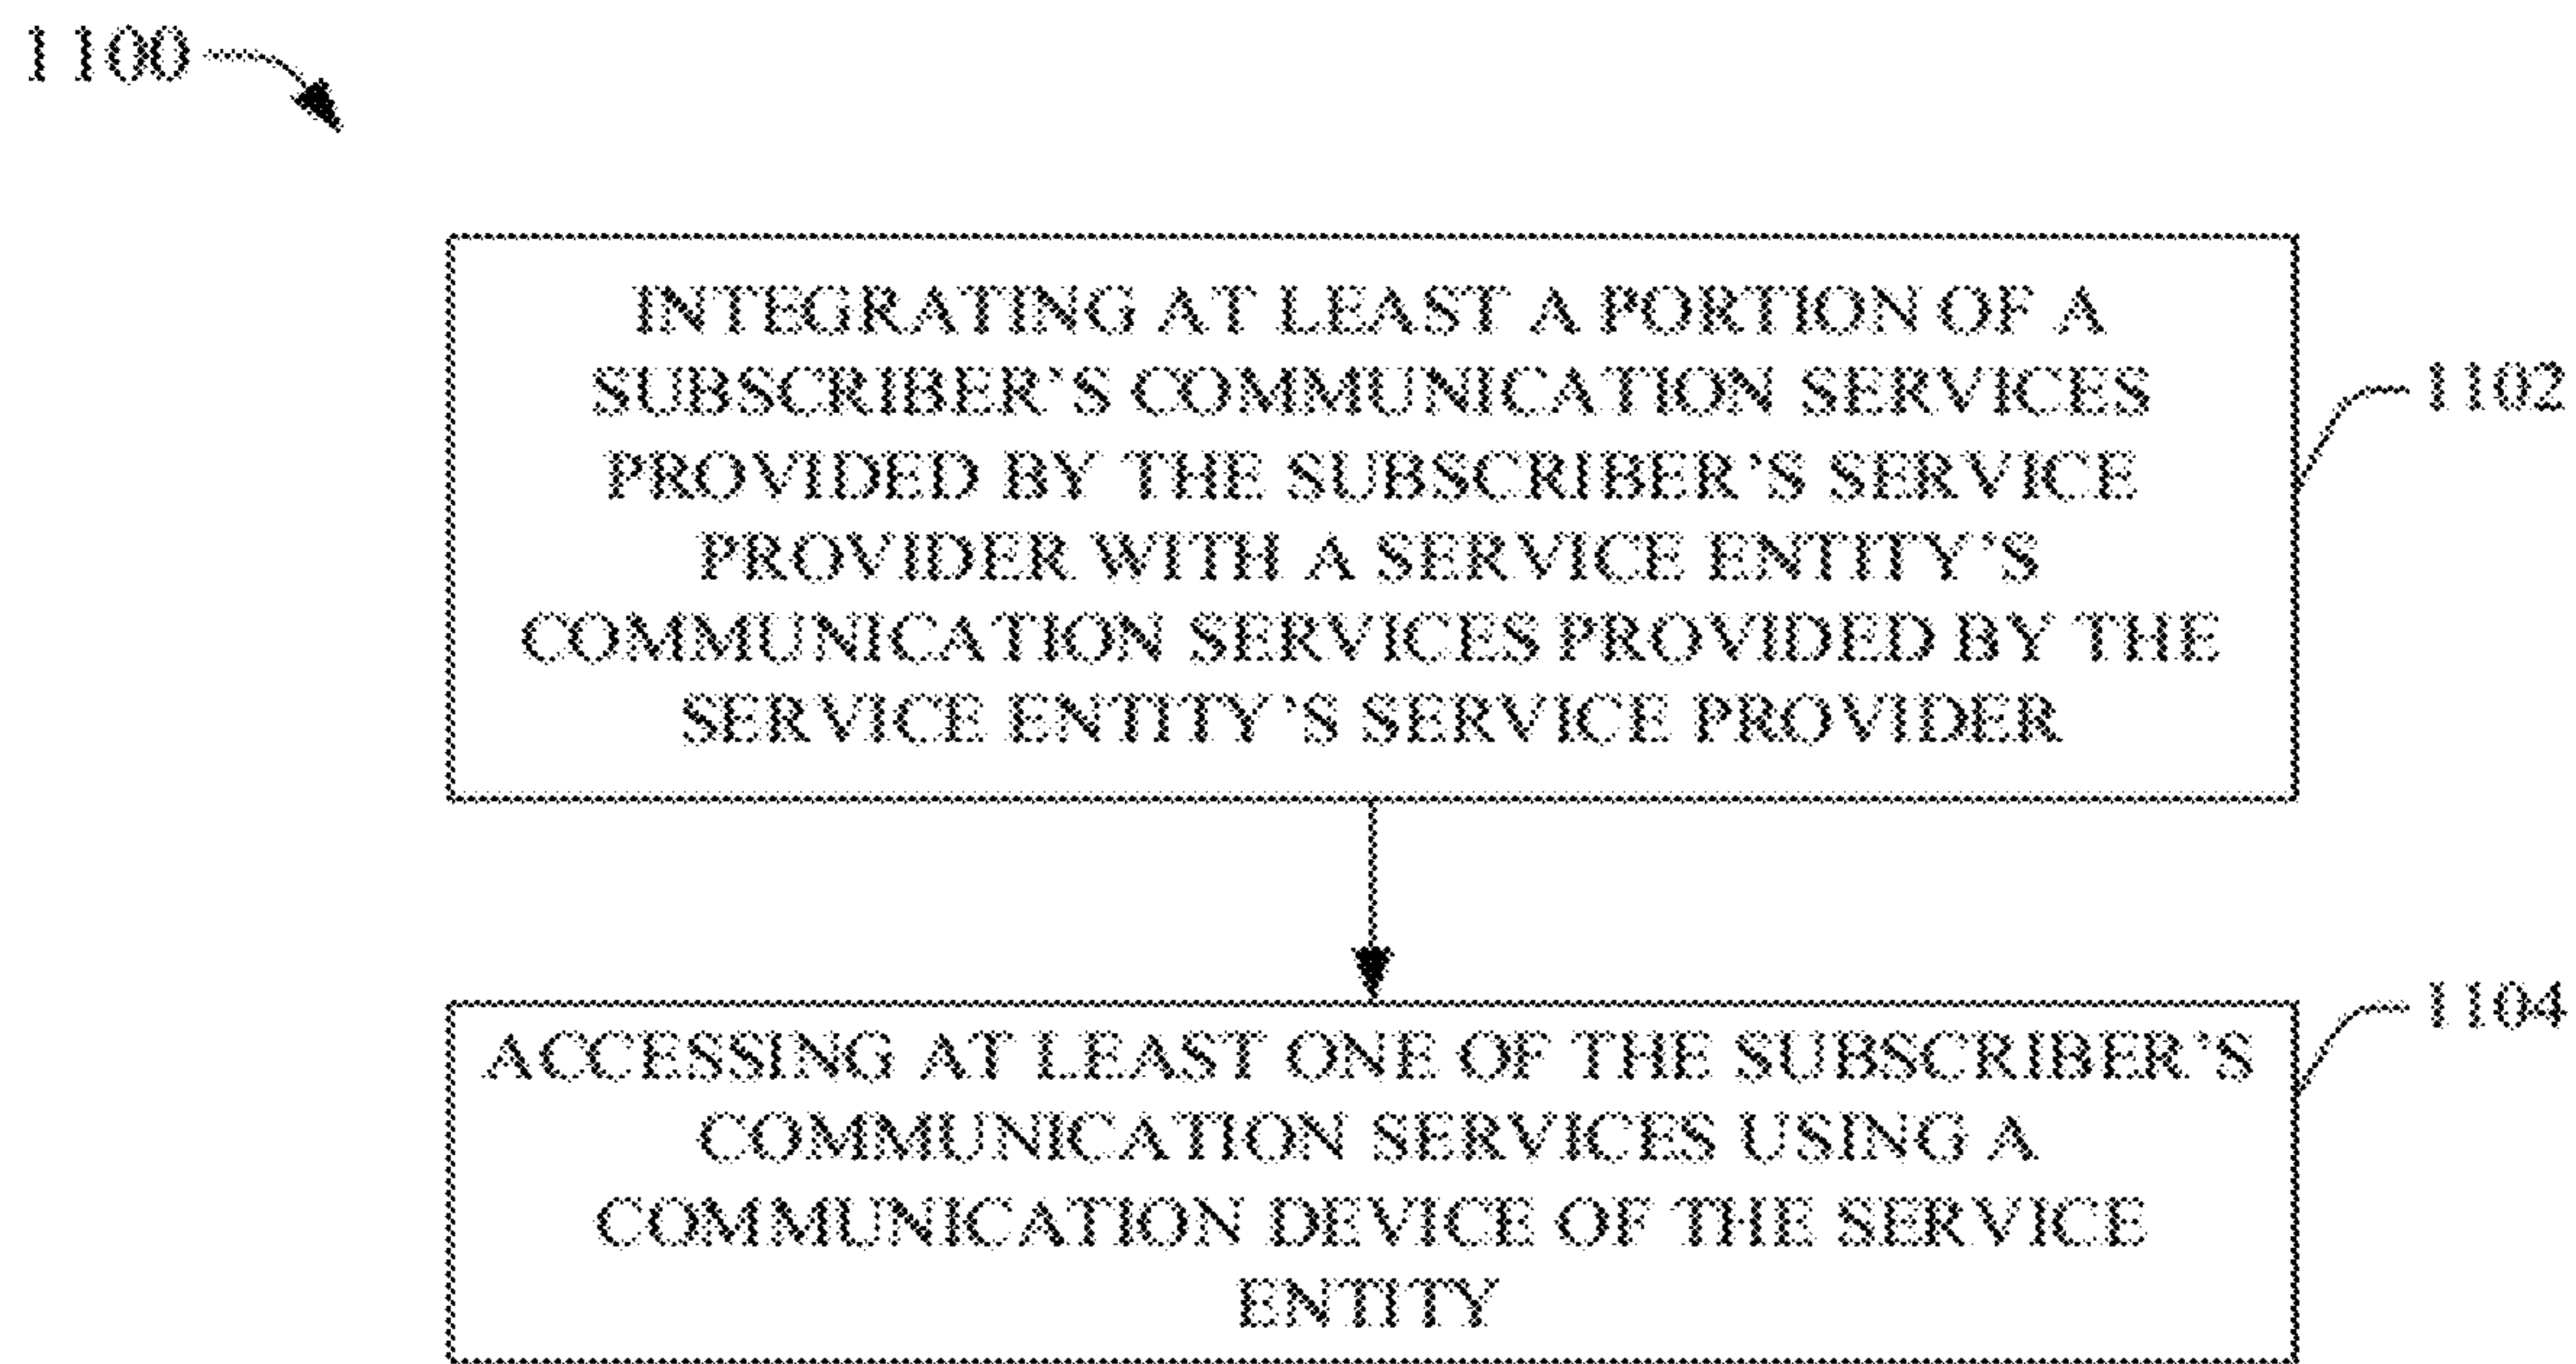 1100
INTEGRATING AT LEAST A PORTION OF A
SUBSCRIBER'S COMMUNICATION SERVICES
PROVIDED BY THE SUBSCRIBER'S SERVICE
PROVIDER WITH A SERVICE ENTITY'S
COMMUNICATION SERVICES PROVIDED BY THE
SERVICE ENTITY'S SERVICE PROVIDER
1102
ACCESSING AT LEAST ONE OF THE SUBSCRIBER'S
COMMUNICATION SERVICES USING A
COMMUNICATION DEVICE OF THE SERVICE
ENTITY
1104